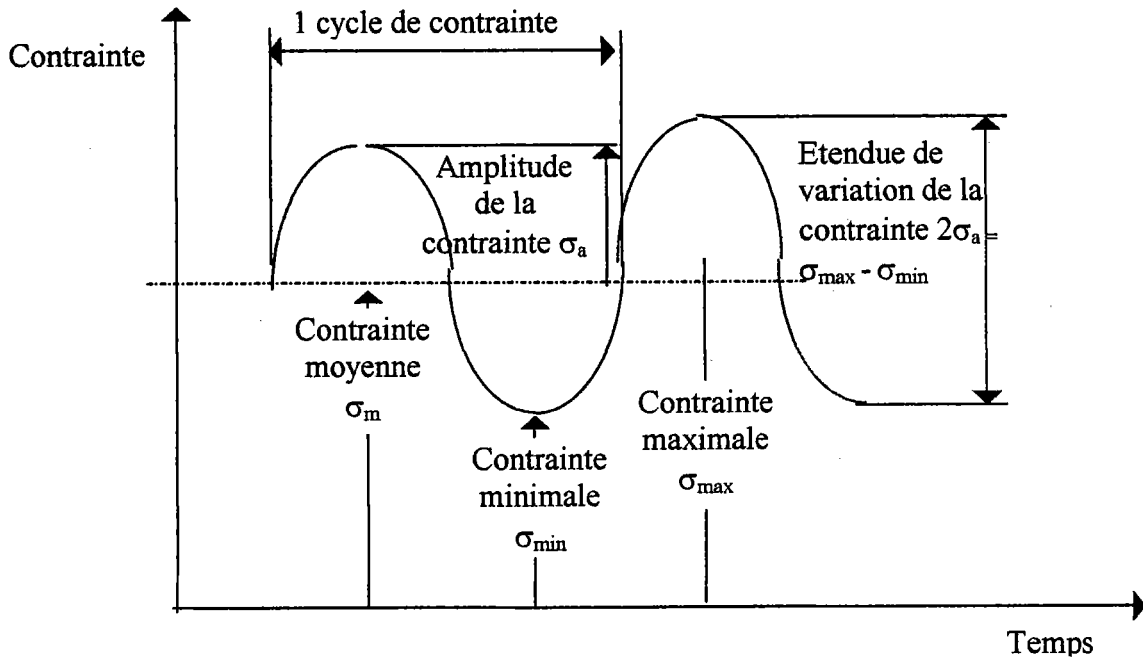 1 cycle de contrainte
Contrainte
Amplitude
de la
contrainte σa
Etendue de
variation de la
contrainte 2σa =
σmax - σmin
Contrainte
moyenne
σm
Contrainte
minimale
σmin
Contrainte
maximale
σmax
Temps